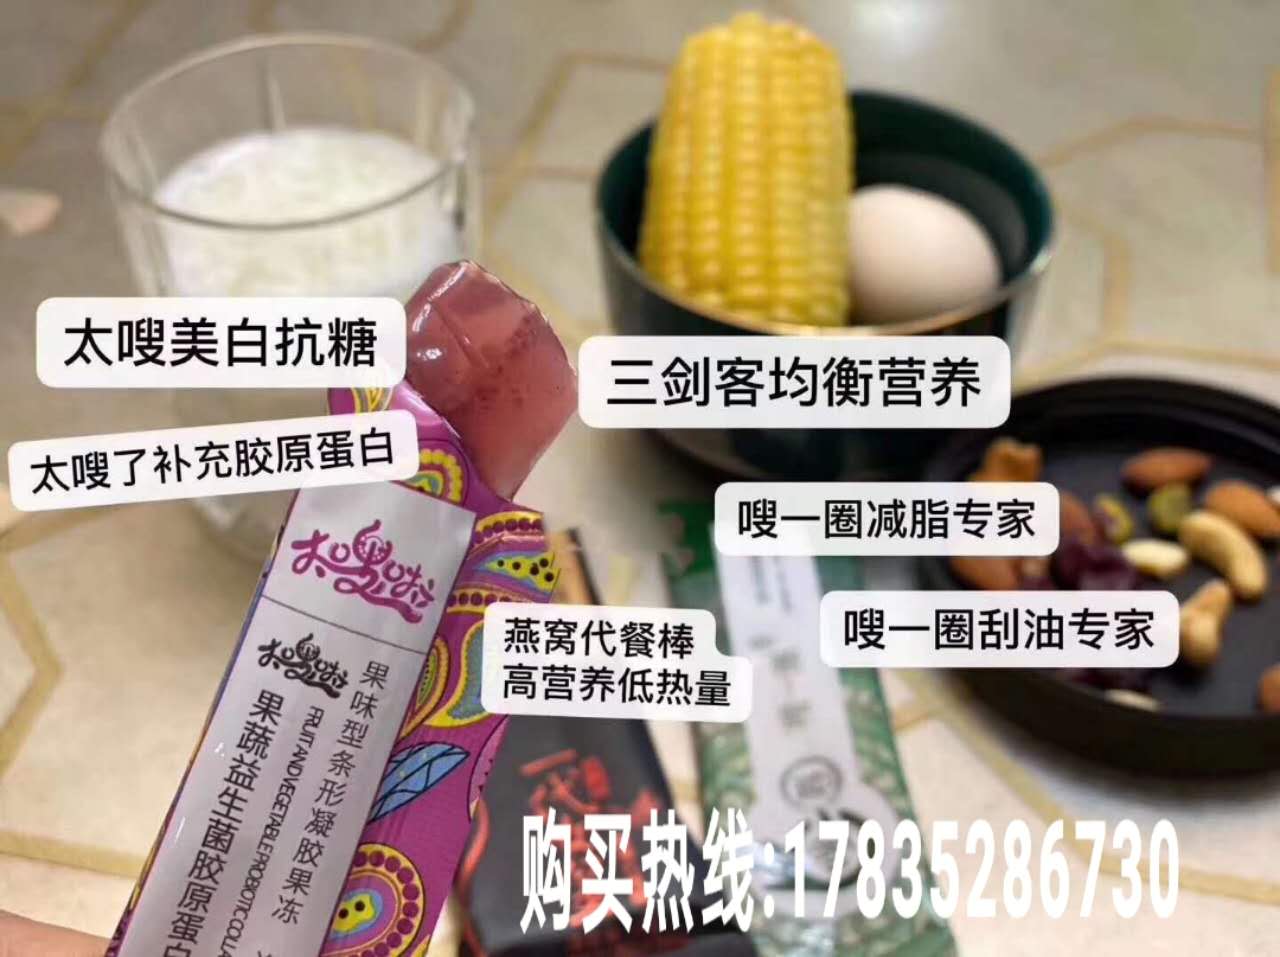 太嗖美白抗糖
三剑客均衡营养
太嗖了补充胶原蛋白
嗖一圈减脂专家
嗖一圈刮油专家
燕窝代餐棒
高营养低热量
太嗖啦
太嗖啦
果味型条形凝胶果冻
FRUIT AND VEGETABLE PROBIOTIC COLLA
果蔬益生菌胶原蛋白
一代
购买热线:17835286730